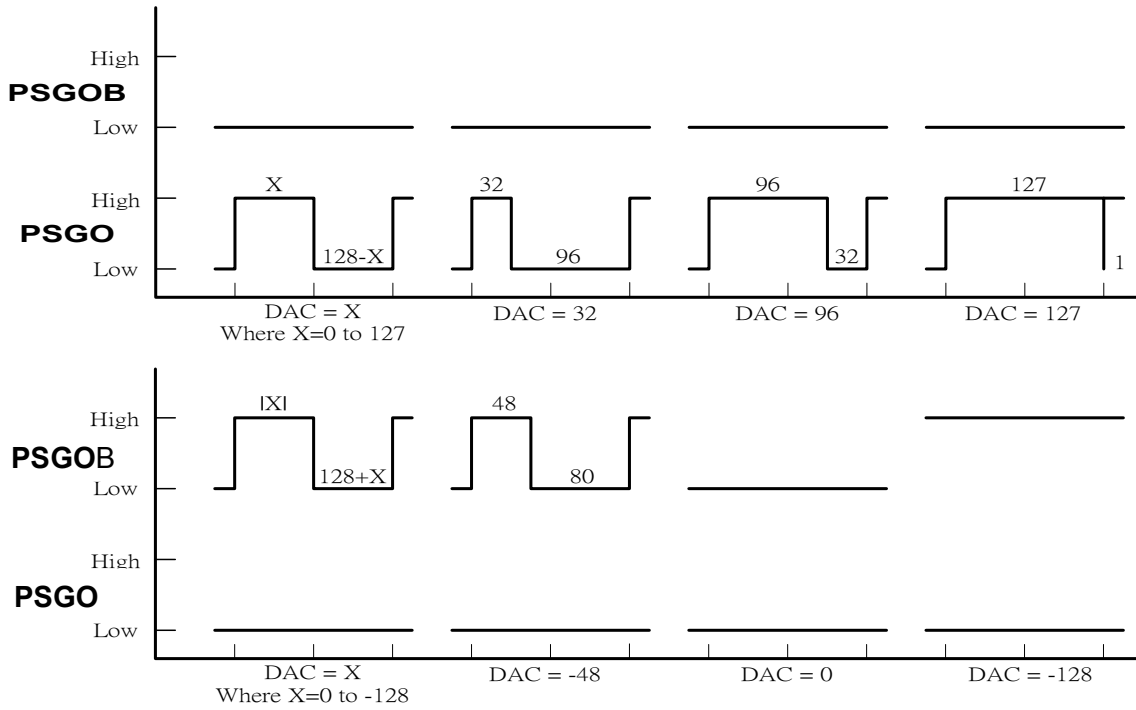 High
PSGOB
Low
X 32 96 127
High
PSGO
128-X 96 32 1
Low
DAC = X DAC = 32 DAC = 96 DAC = 127
Where X=0 to 127
|X| 48
High
PSGOB
128+X 80
Low
High
PSGO
Low
DAC = X DAC = -48 DAC = 0 DAC = -128
Where X=0 to -128